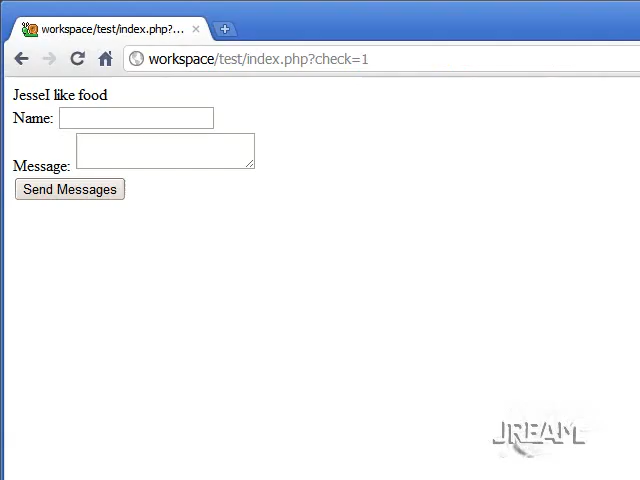 workspace/test/index.php?...
workspace/test/index.php?check=1
JesseI like food
Name:
Message:
Send Messages
JREAM